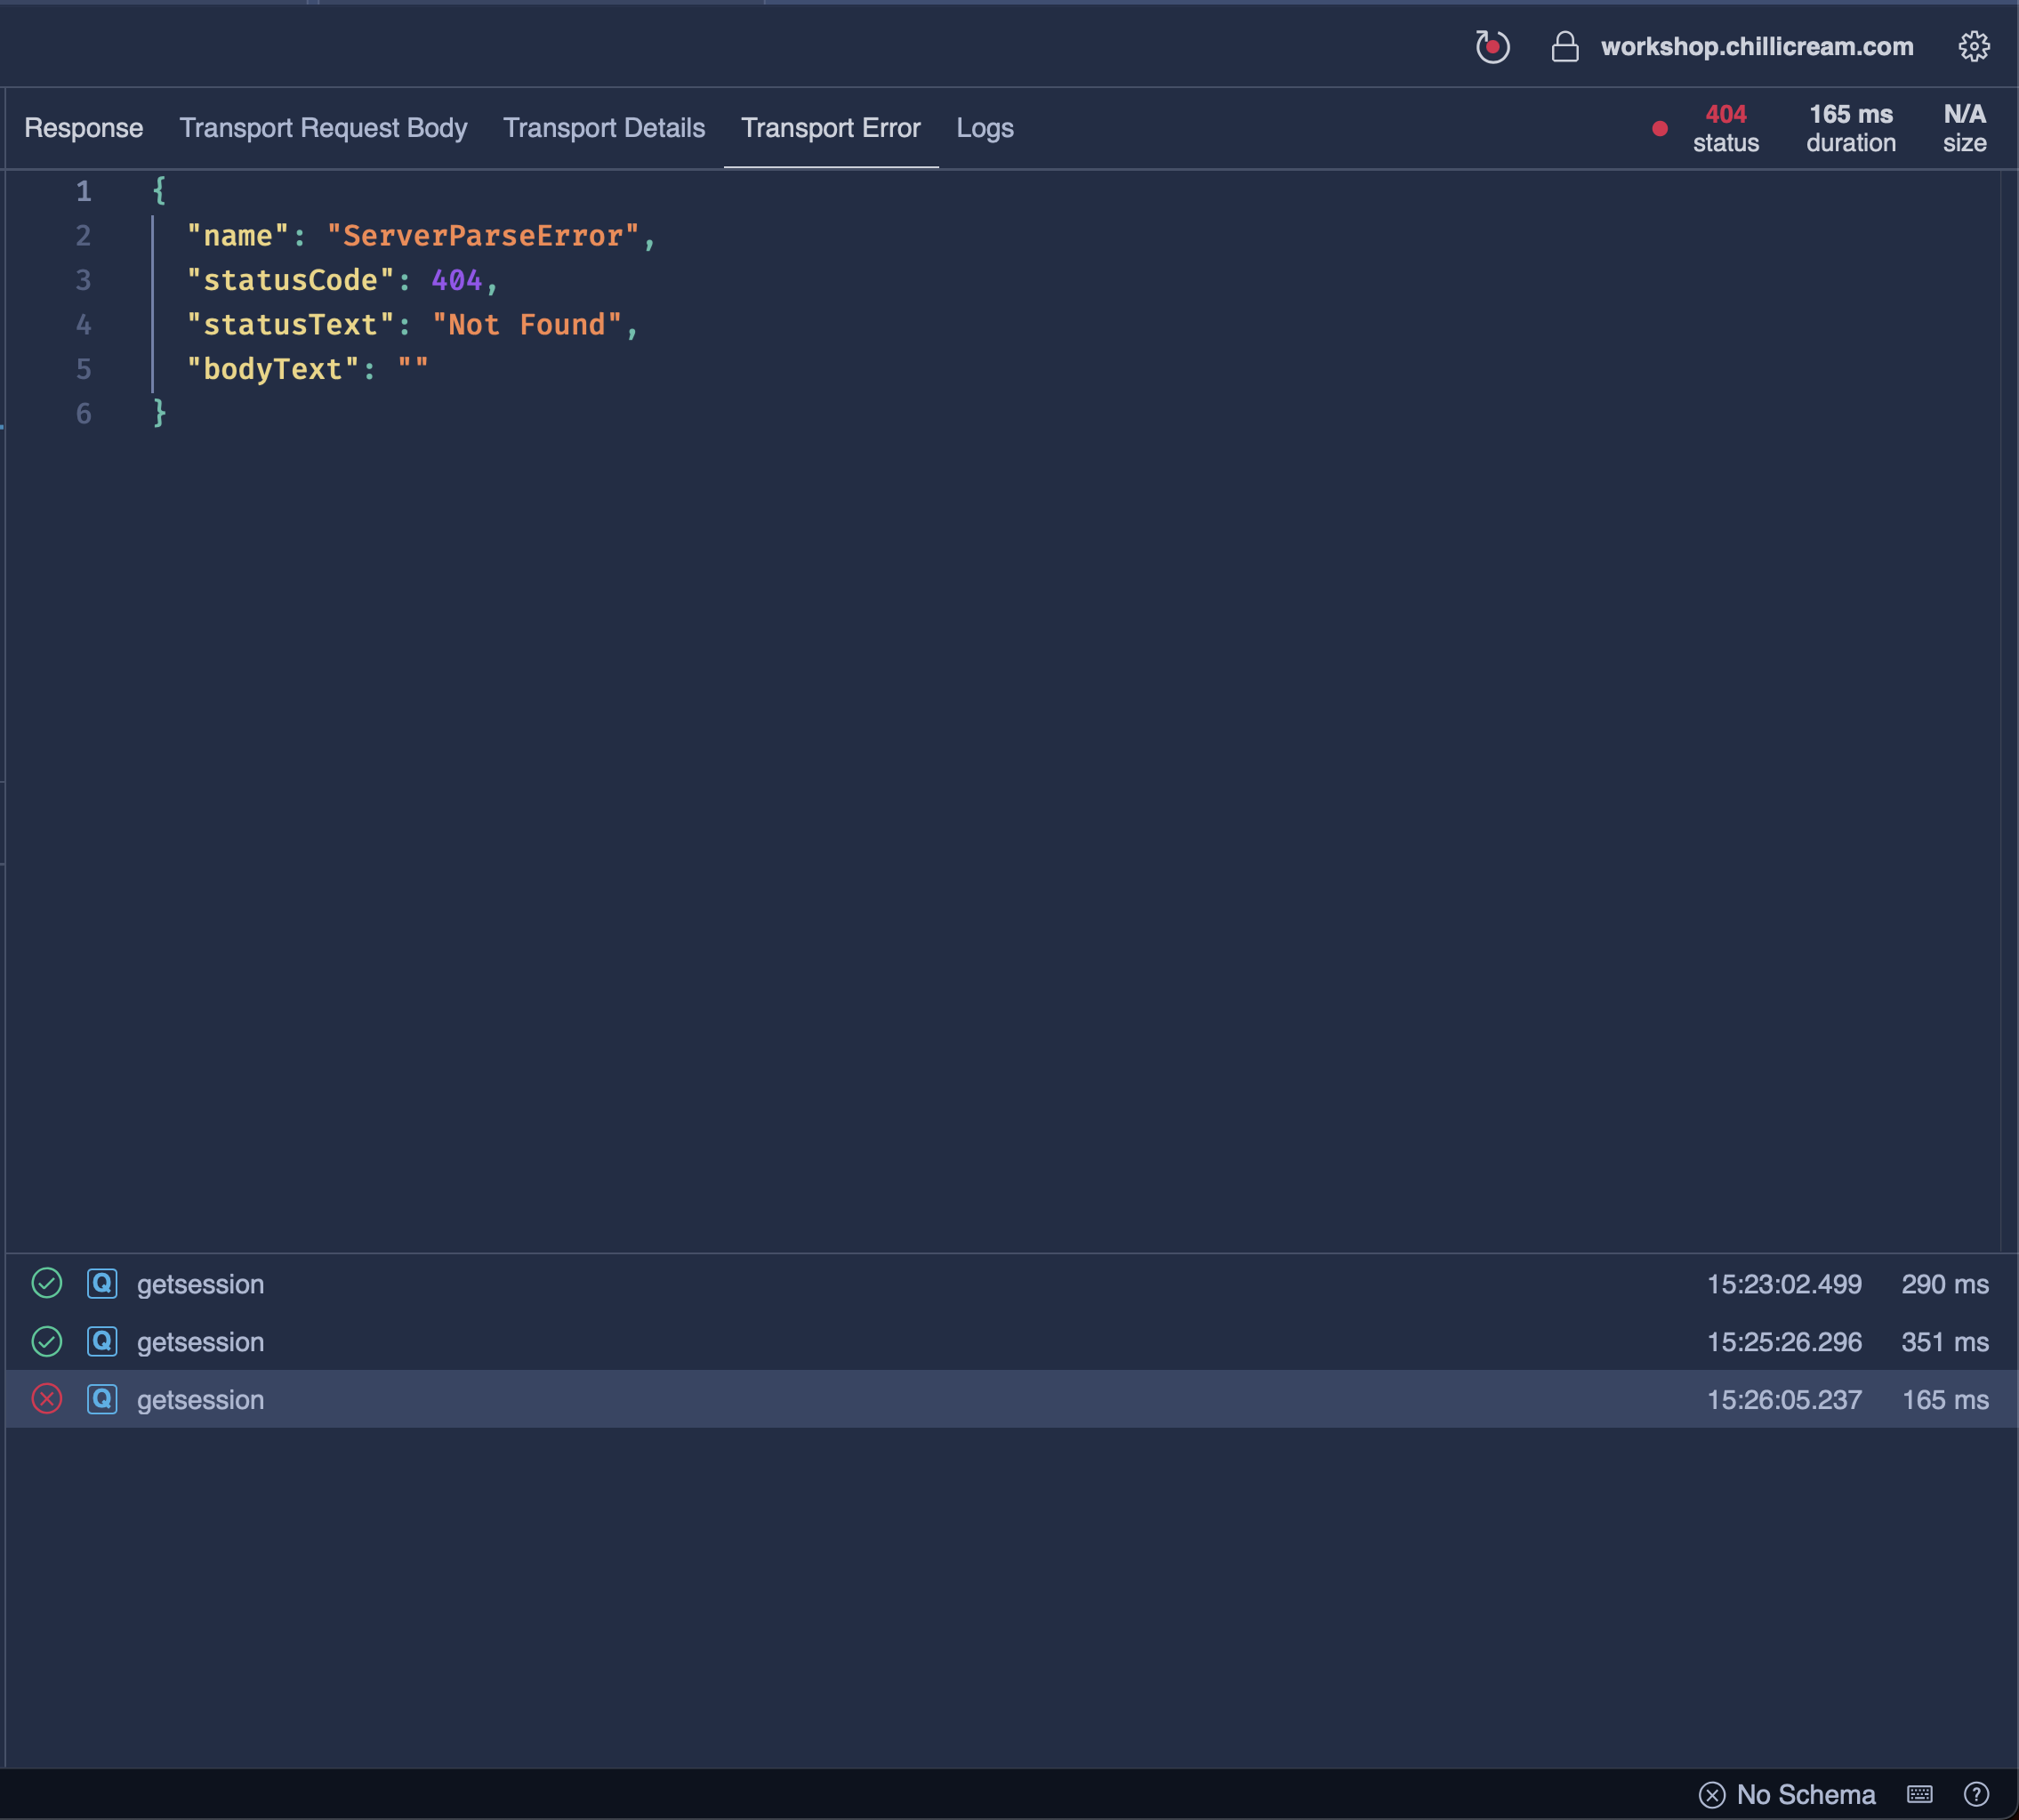 workshop.chillicream.com
Response Transport Request Body Transport Details Transport Error Logs 404 165 ms N/A
status duration size
1 {
2 "name": "ServerParseError",
3 "statusCode": 404,
4 "statusText": "Not Found",
5 "bodyText": ""
6 }
Q getsession 15:23:02.499 290 ms
Q getsession 15:25:26.296 351 ms
Q getsession 15:26:05.237 165 ms
No Schema ?